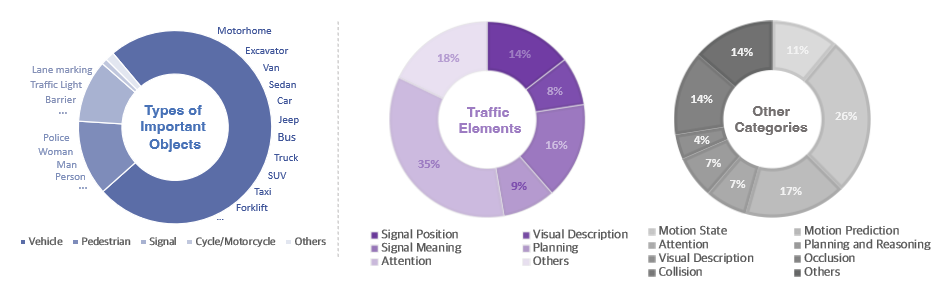 Motorhome
Excavator
Van
Sedan
Car
Jeep
Bus
Truck
SUV
Taxi
Forklift
...
Lane marking
Traffic Light
Barrier
...
Police
Woman
Man
Person
...
Types of
Important
Objects
Vehicle Pedestrian Signal Cycle/Motorcycle Others
14%
8%
16%
9%
35%
18%
Traffic
Elements
Signal Position Visual Description
Signal Meaning Planning
Attention Others
11%
26%
17%
7%
7%
4%
14%
14%
Other
Categories
Motion State Motion Prediction
Attention Planning and Reasoning
Visual Description Occlusion
Collision Others